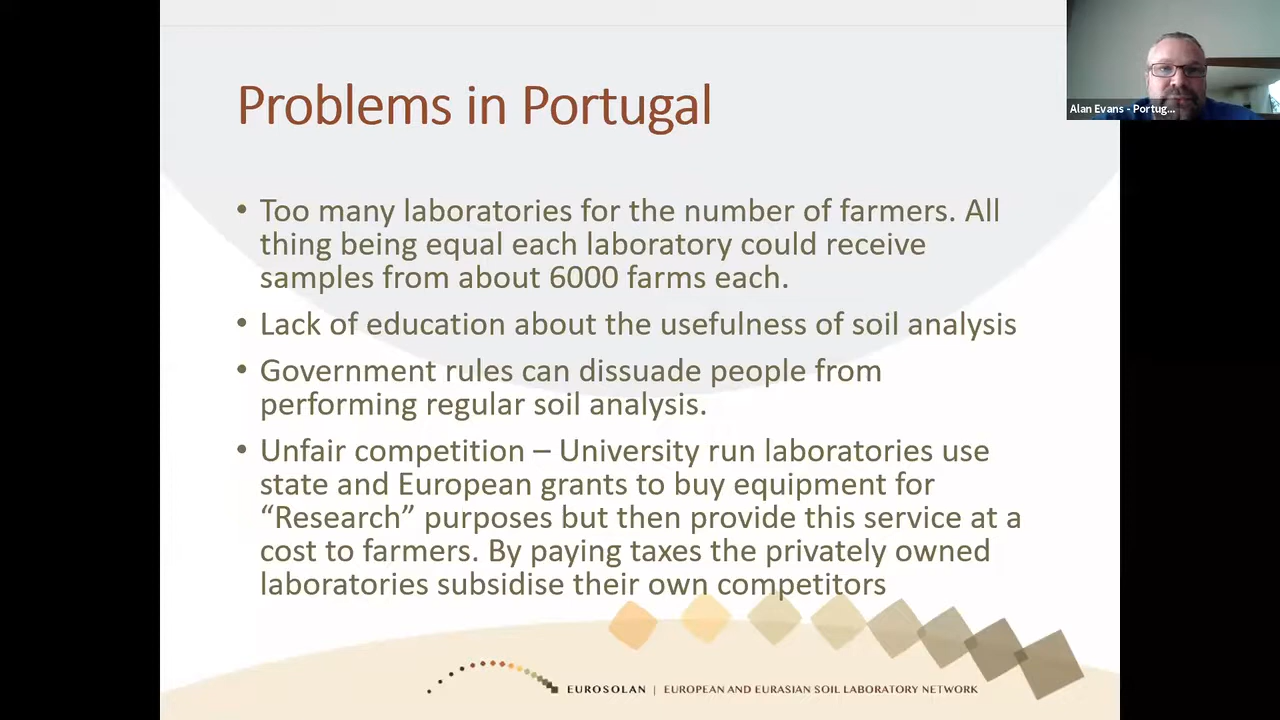 Problems in Portugal
Alan Evans - Portug...
• Too many laboratories for the number of farmers. All
thing being equal each laboratory could receive
samples from about 6000 farms each.
• Lack of education about the usefulness of soil analysis
• Government rules can dissuade people from
performing regular soil analysis.
• Unfair competition – University run laboratories use
state and European grants to buy equipment for
“Research” purposes but then provide this service at a
cost to farmers. By paying taxes the privately owned
laboratories subsidise their own competitors
EUROSOLAN | EUROPEAN AND EURASIAN SOIL LABORATORY NETWORK